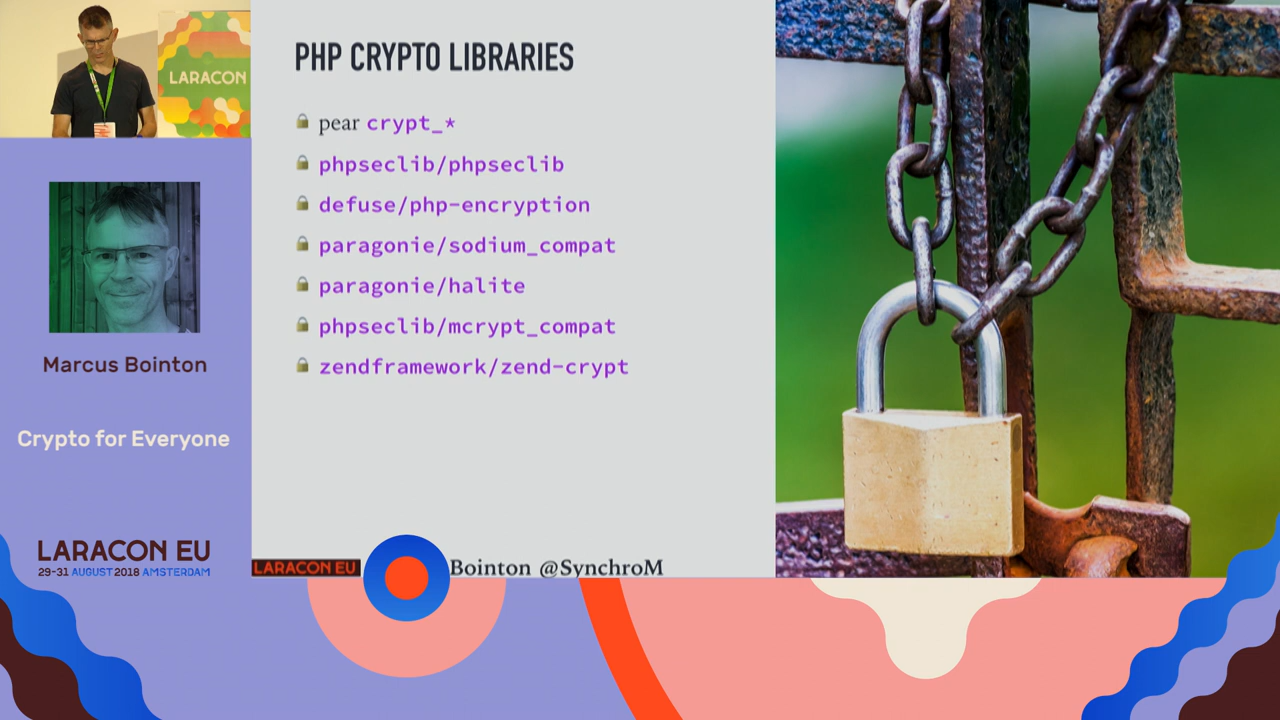 LARACON
PHP CRYPTO LIBRARIES
pear crypt_*
phpseclib/phpseclib
defuse/php-encryption
paragonie/sodium_compat
paragonie/halite
phpseclib/mcrypt_compat
zendframework/zend-crypt
Marcus Bointon
Crypto for Everyone
LARACON EU
29-31 AUGUST 2018 AMSTERDAM
LARACON EU
Bointon @SynchroM